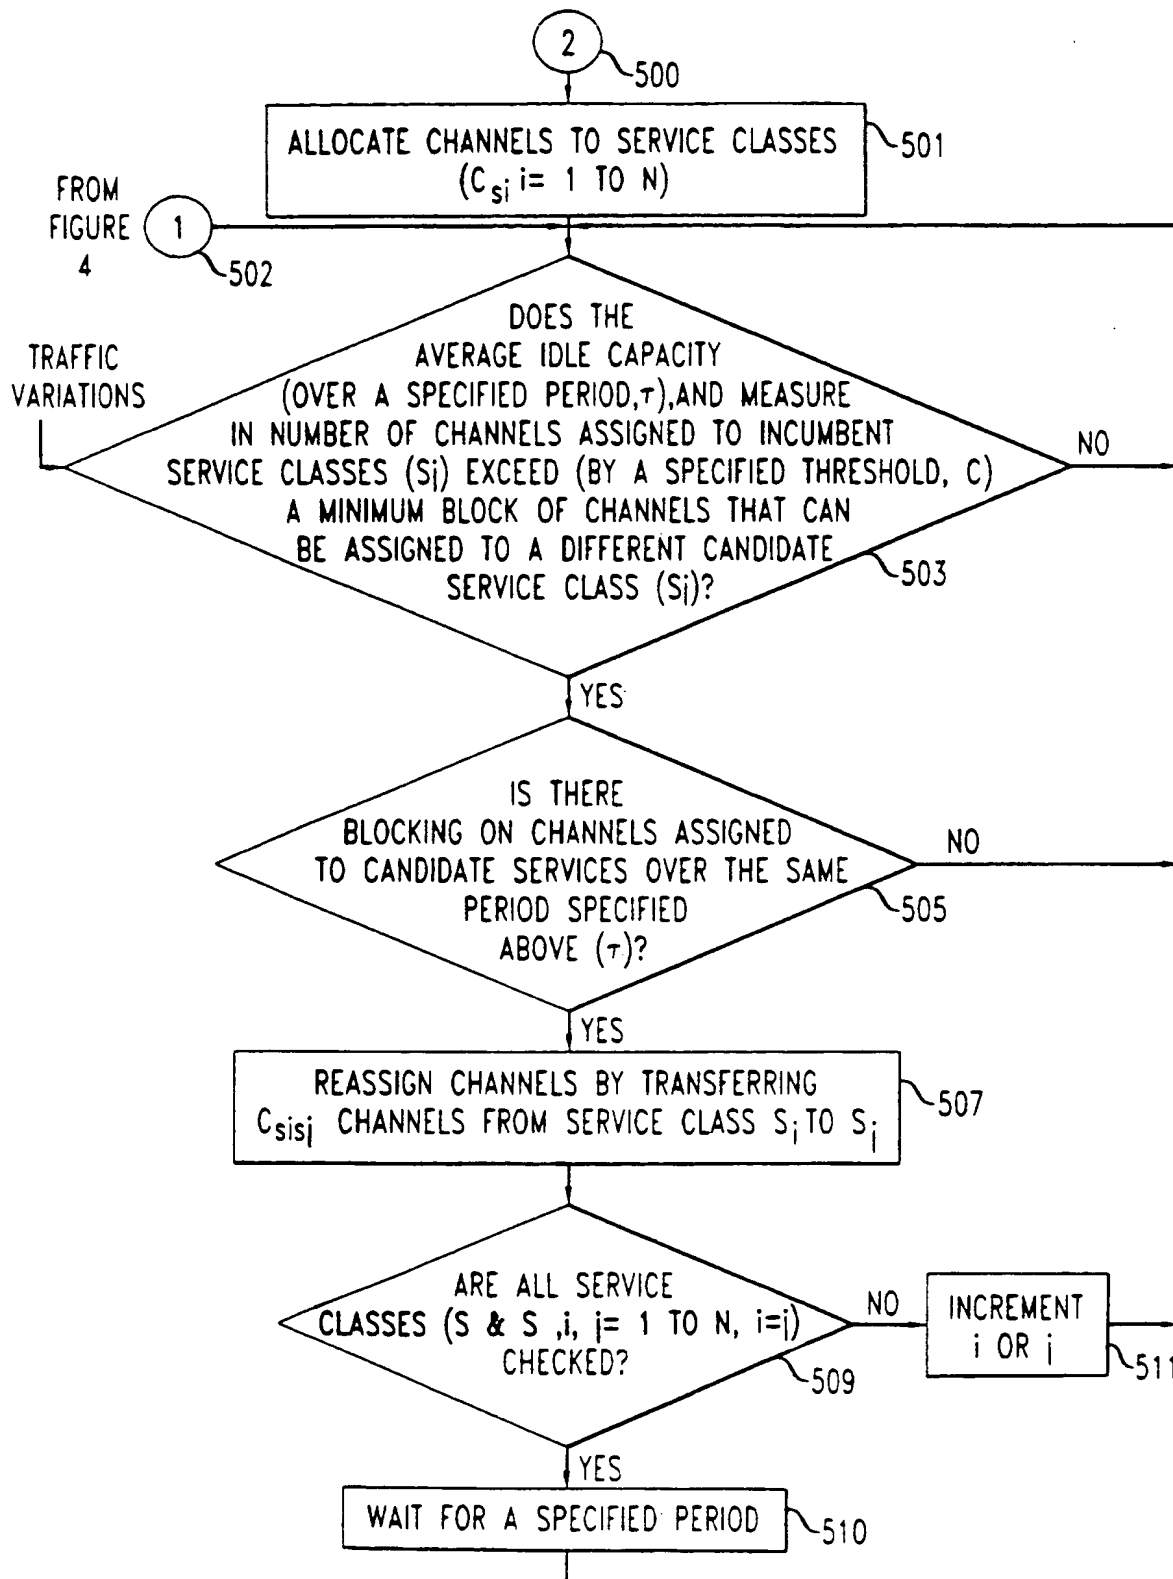 2
500
ALLOCATE CHANNELS TO SERVICE CLASSES
(Csi i= 1 TO N)
501
FROM
FIGURE
4
1
502
TRAFFIC
VARIATIONS
DOES THE
AVERAGE IDLE CAPACITY
(OVER A SPECIFIED PERIOD,τ),AND MEASURE
IN NUMBER OF CHANNELS ASSIGNED TO INCUMBENT
SERVICE CLASSES (Sj) EXCEED (BY A SPECIFIED THRESHOLD, C)
A MINIMUM BLOCK OF CHANNELS THAT CAN
BE ASSIGNED TO A DIFFERENT CANDIDATE
SERVICE CLASS (Sj)?
503
NO
YES
IS THERE
BLOCKING ON CHANNELS ASSIGNED
TO CANDIDATE SERVICES OVER THE SAME
PERIOD SPECIFIED
ABOVE (τ)?
505
NO
YES
REASSIGN CHANNELS BY TRANSFERRING
Csisj CHANNELS FROM SERVICE CLASS Si TO Sj
507
ARE ALL SERVICE
CLASSES (S & S ,i, j= 1 TO N, i=j)
CHECKED?
509
NO
INCREMENT
i OR j
511
YES
WAIT FOR A SPECIFIED PERIOD
510